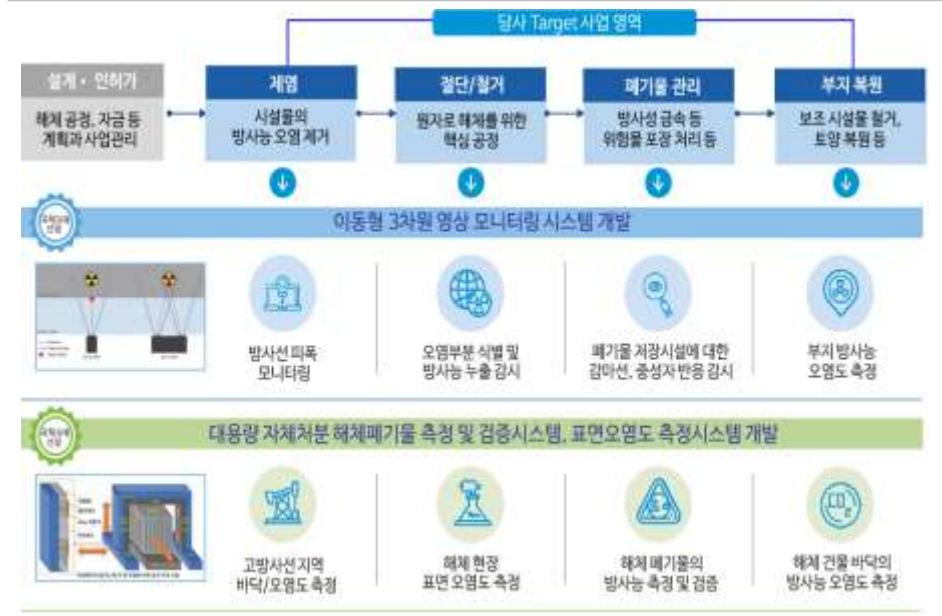 당사 Target 사업 영역
설계 • 인허가
해체 공정, 자금 등
계획과 사업관리
제염
시설물의
방사능 오염 제거
절단/철거
원자로 해체를 위한
핵심 공정
폐기물 관리
방사성 금속 등
위험물 포장 처리 등
부지 복원
보조 시설물 철거,
토양 복원 등
이동형 3차원 영상 모니터링 시스템 개발
방사선 피폭
모니터링
오염부분 식별 및
방사능 누출 감시
폐기물 저장시설에 대한
감마선, 중성자 반응 감시
부지 방사능
오염도 측정
대용량 자체처분 해체폐기물 측정 및 검증시스템, 표면오염도 측정시스템 개발
고방사선 지역
바닥/오염도 측정
해체 현장
표면 오염도 측정
해체 폐기물의
방사능 측정 및 검증
해체 건물 바닥의
방사능 오염도 측정